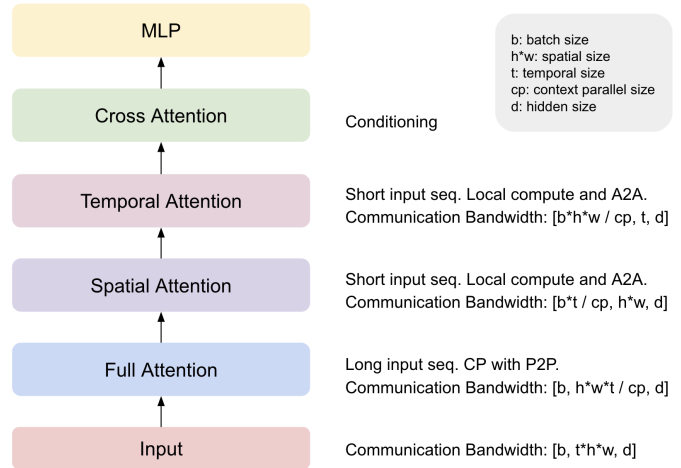 MLP
b: batch size
h*w: spatial size
t: temporal size
cp: context parallel size
d: hidden size
Cross Attention
Conditioning
Temporal Attention
Short input seq. Local compute and A2A.
Communication Bandwidth: [b*h*w / cp, t, d]
Spatial Attention
Short input seq. Local compute and A2A.
Communication Bandwidth: [b*t / cp, h*w, d]
Full Attention
Long input seq. CP with P2P.
Communication Bandwidth: [b, h*w*t / cp, d]
Input
Communication Bandwidth: [b, t*h*w, d]